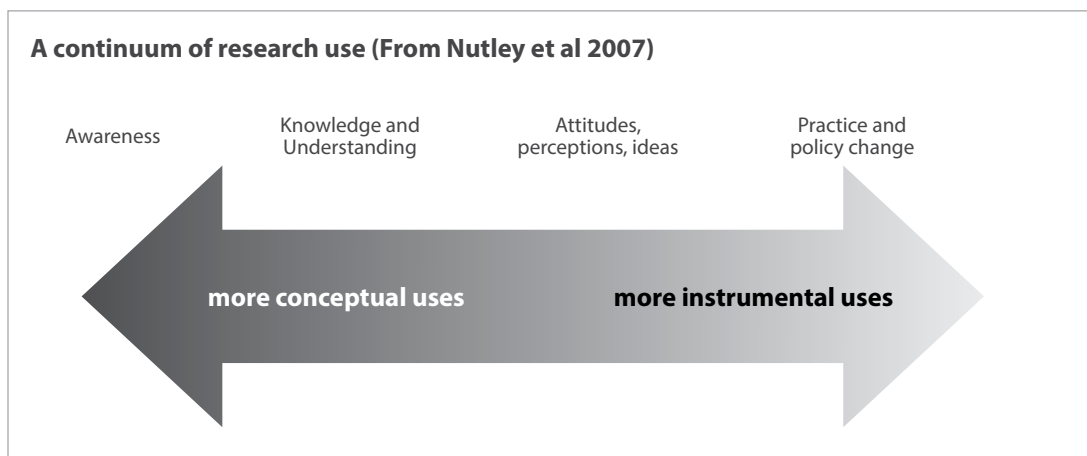 A continuum of research use (From Nutley et al 2007)
Awareness
Knowledge and
Understanding
Attitudes,
perceptions, ideas
Practice and
policy change
more conceptual uses
more instrumental uses